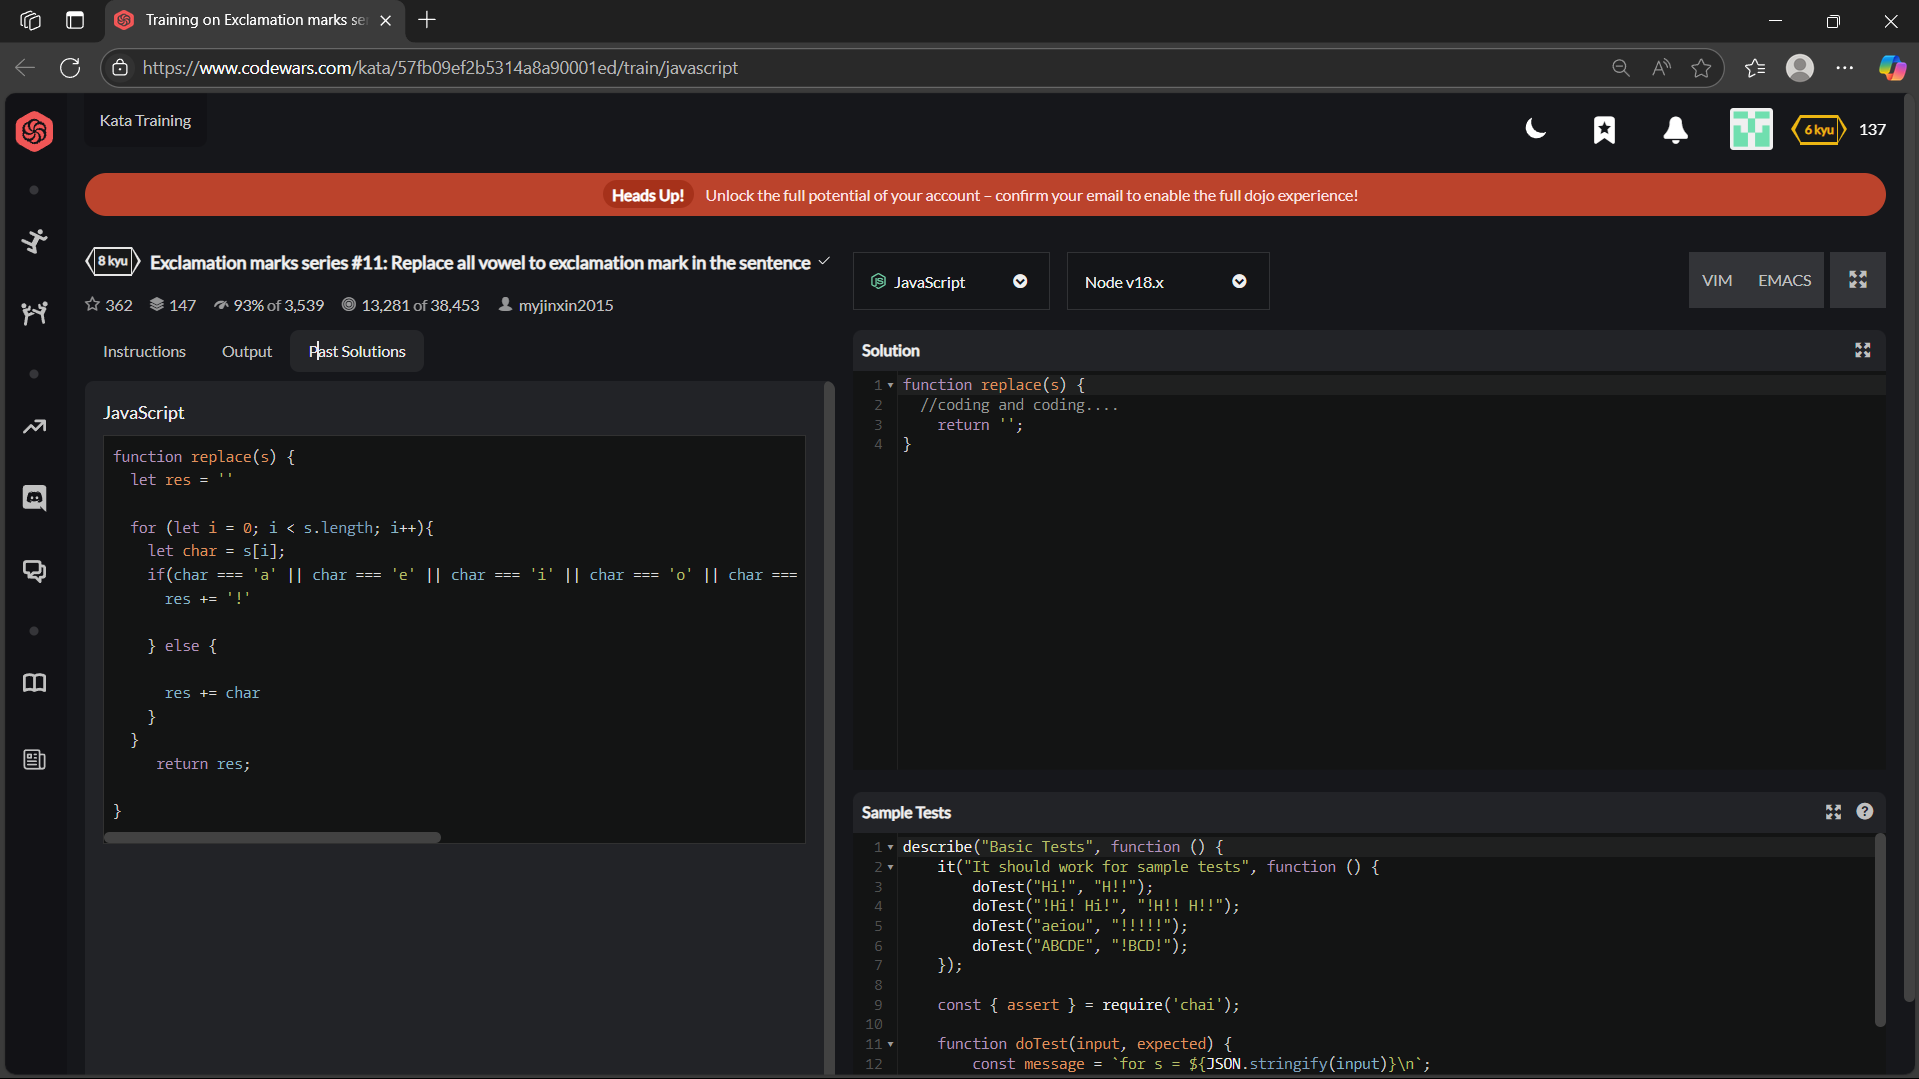 Training on Exclamation marks se
https://www.codewars.com/kata/57fb09ef2b5314a8a90001ed/train/javascript
Kata Training
6 kyu 137
Heads Up! Unlock the full potential of your account – confirm your email to enable the full dojo experience!
8 kyu Exclamation marks series #11: Replace all vowel to exclamation mark in the sentence
362 147 93% of 3,539 13,281 of 38,453 myjinxin2015
Instructions Output Past Solutions
JavaScript
function replace(s) {
let res = ''
for (let i = 0; i < s.length; i++){
let char = s[i];
if(char === 'a' || char === 'e' || char === 'i' || char === 'o' || char ===
res += '!'
} else {
res += char
}
}
return res;
}
JavaScript Node v18.x VIM EMACS
Solution
1 function replace(s) {
2 //coding and coding....
3 return '';
4 }
Sample Tests
1 describe("Basic Tests", function () {
2 it("It should work for sample tests", function () {
3 doTest("Hi!", "H!!");
4 doTest("!Hi! Hi!", "!H!! H!!");
5 doTest("aeiou", "!!!!!");
6 doTest("ABCDE", "!BCD!");
7 });
8
9 const { assert } = require('chai');
10
11 function doTest(input, expected) {
12 const message = `for s = ${JSON.stringify(input)}\n`;